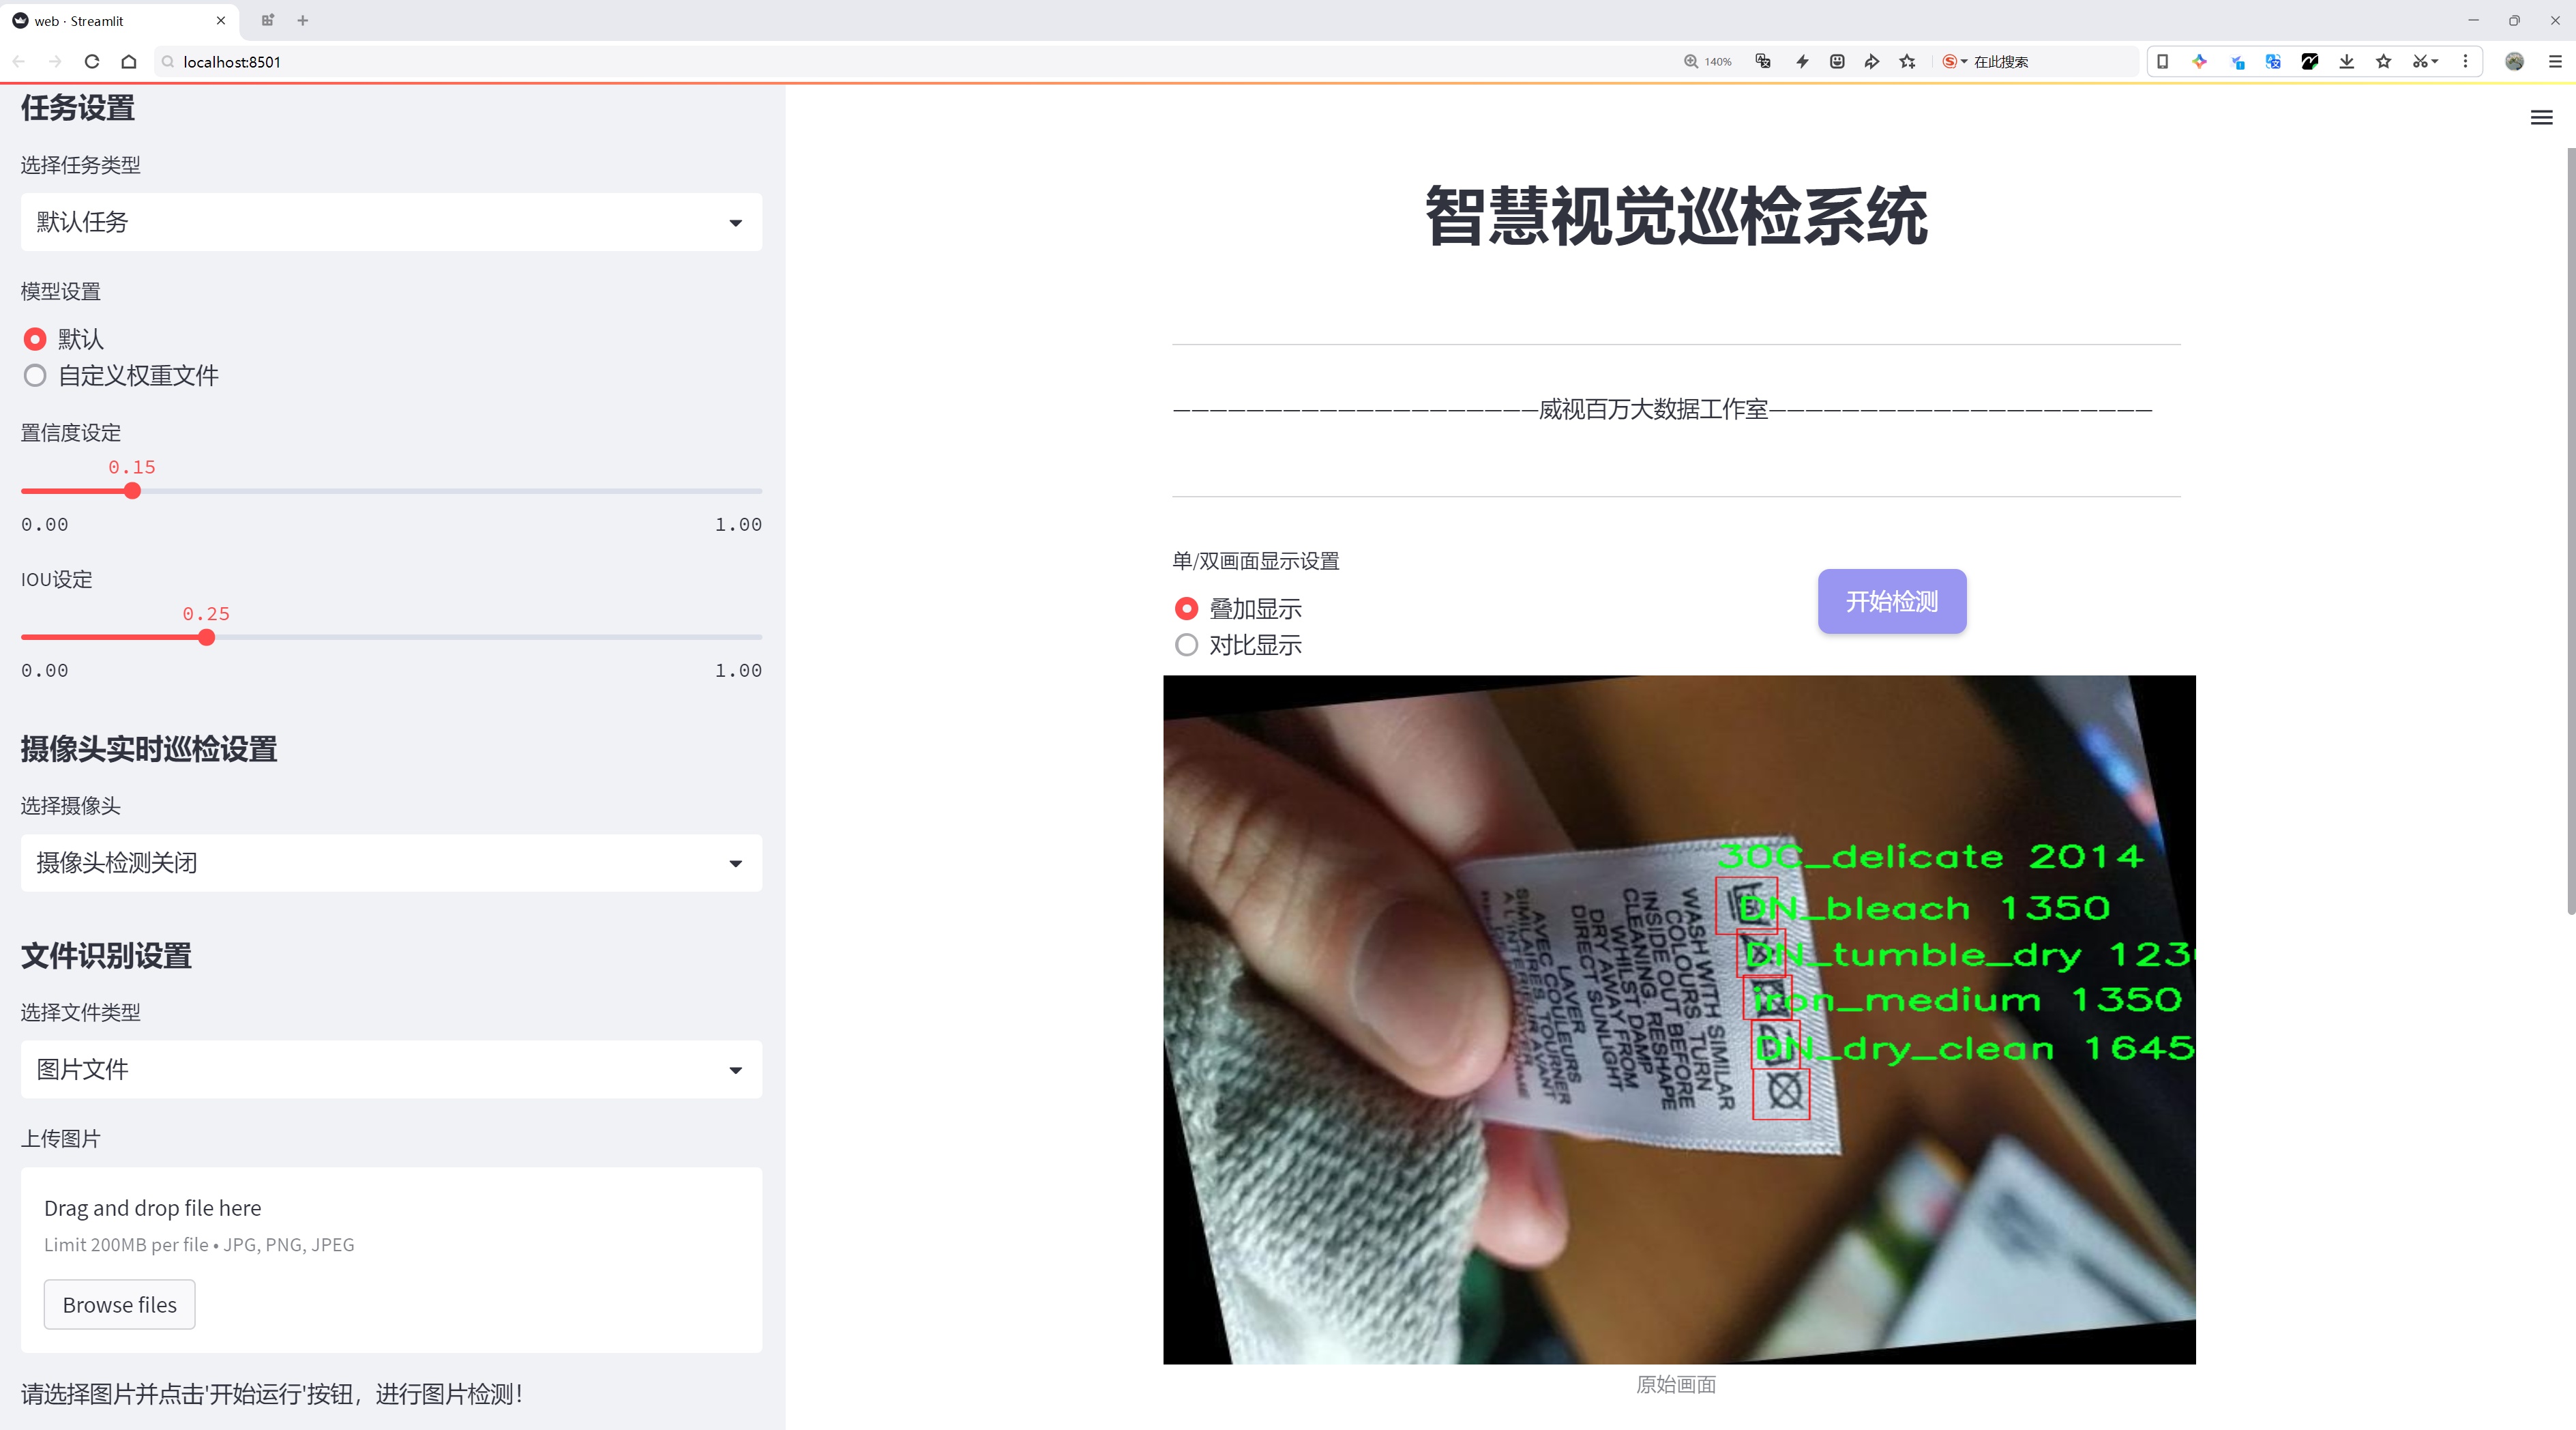 web · Streamlit
localhost:8501
140%
在此搜索
任务设置
选择任务类型
默认任务
模型设置
默认
自定义权重文件
置信度设定
0.15
0.00 1.00
IOU设定
0.25
0.00 1.00
摄像头实时巡检设置
选择摄像头
摄像头检测关闭
文件识别设置
选择文件类型
图片文件
上传图片
Drag and drop file here
Limit 200MB per file • JPG, PNG, JPEG
Browse files
请选择图片并点击'开始运行'按钮，进行图片检测！
智慧视觉巡检系统
————————————————————威视百万大数据工作室—————————————————————
单/双画面显示设置
叠加显示
对比显示
开始检测
30C_delicate 2014
DN_bleach 1350
DN_tumble_dry 123
iron_medium 1350
DN_dry_clean 1645
WASH WITH SIMILAR
COLOURS. TURN
INSIDE OUT BEFORE
CLEANING. RESHAPE
WHILST DAMP
DRY AWAY FROM
DIRECT SUNLIGHT
LAVER
AVEC COULEURS
SIMILAIRES TOURNER
原始画面